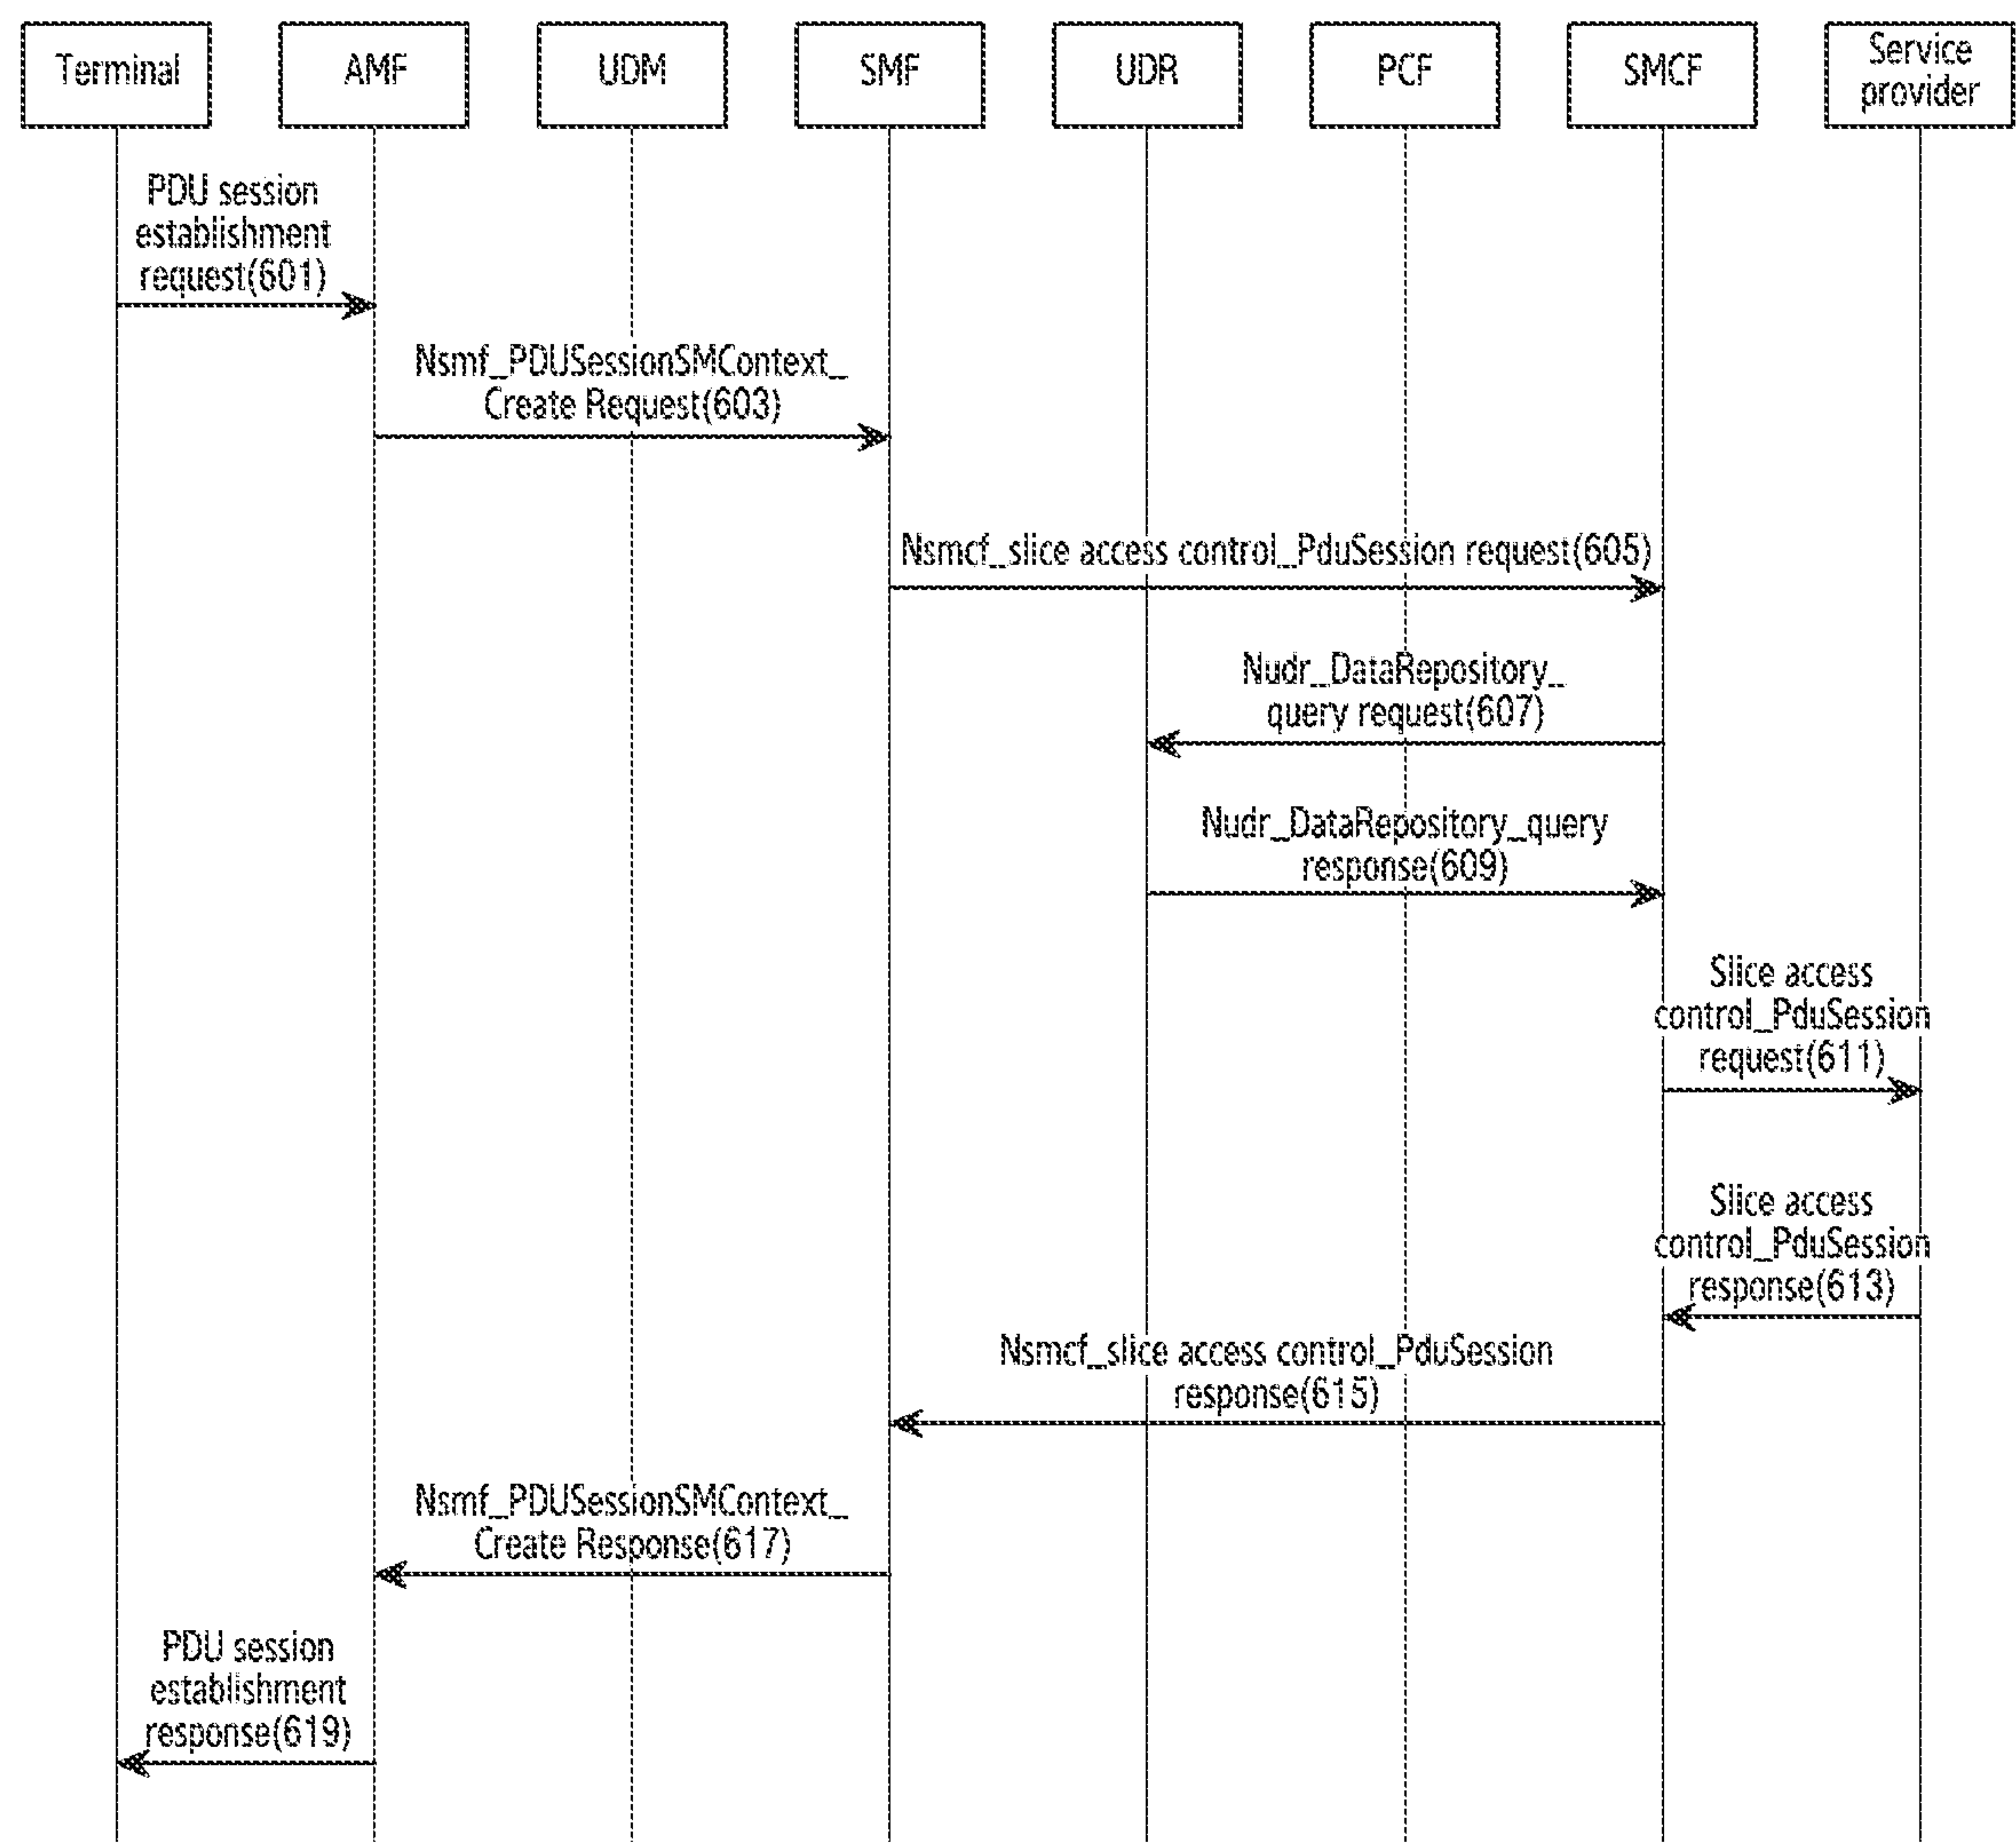 Terminal
AMF
UDM
SMF
UDR
PCF
SMCF
Service
provider
PDU session
establishment
request(601)
Nsmf_PDUSessionSMContext_
Create Request(603)
Nsmcf_slice access control_PduSession request(605)
Nudr_DataRepository_
query request(607)
Nudr_DataRepository_query
response(609)
Slice access
control_PduSession
request(611)
Slice access
control_PduSession
response(613)
Nsmcf_slice access control_PduSession
response(615)
Nsmf_PDUSessionSMContext_
Create Response(617)
PDU session
establishment
response(619)